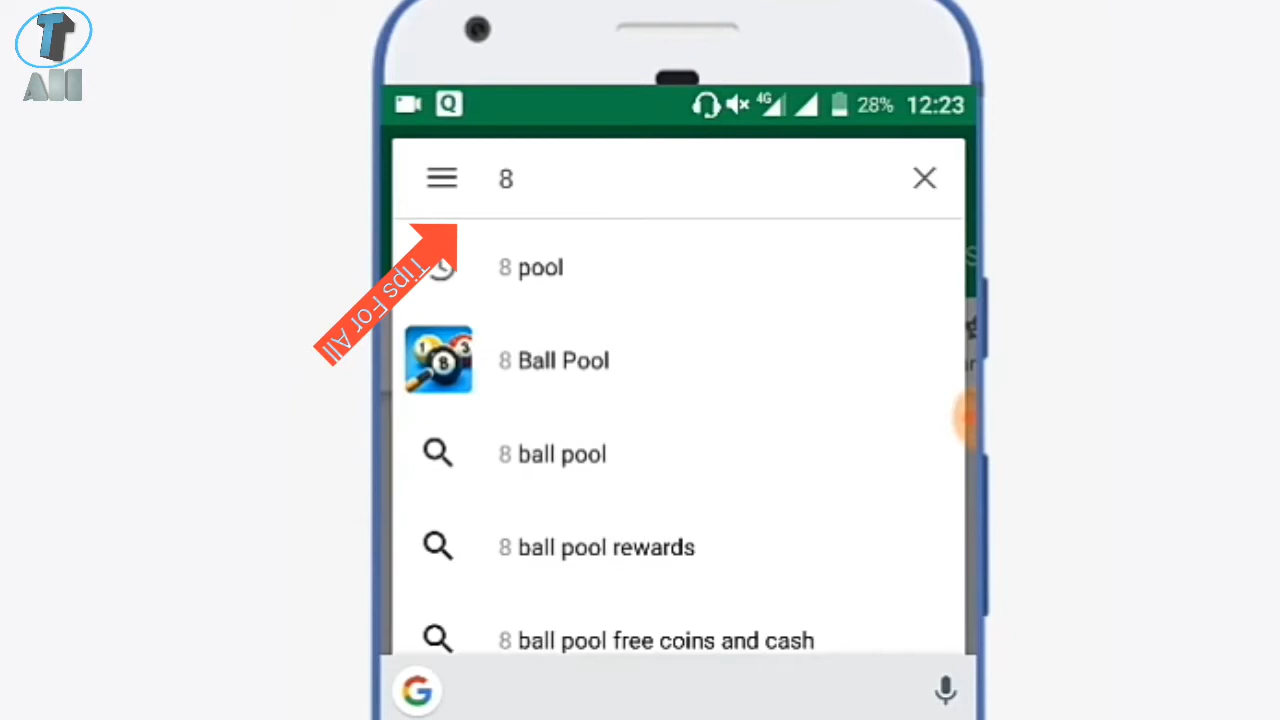 T
All
Q
4G
28% 12:23
8
8 pool
Tips For All
8 Ball Pool
8 ball pool
8 ball pool rewards
8 ball pool free coins and cash
G